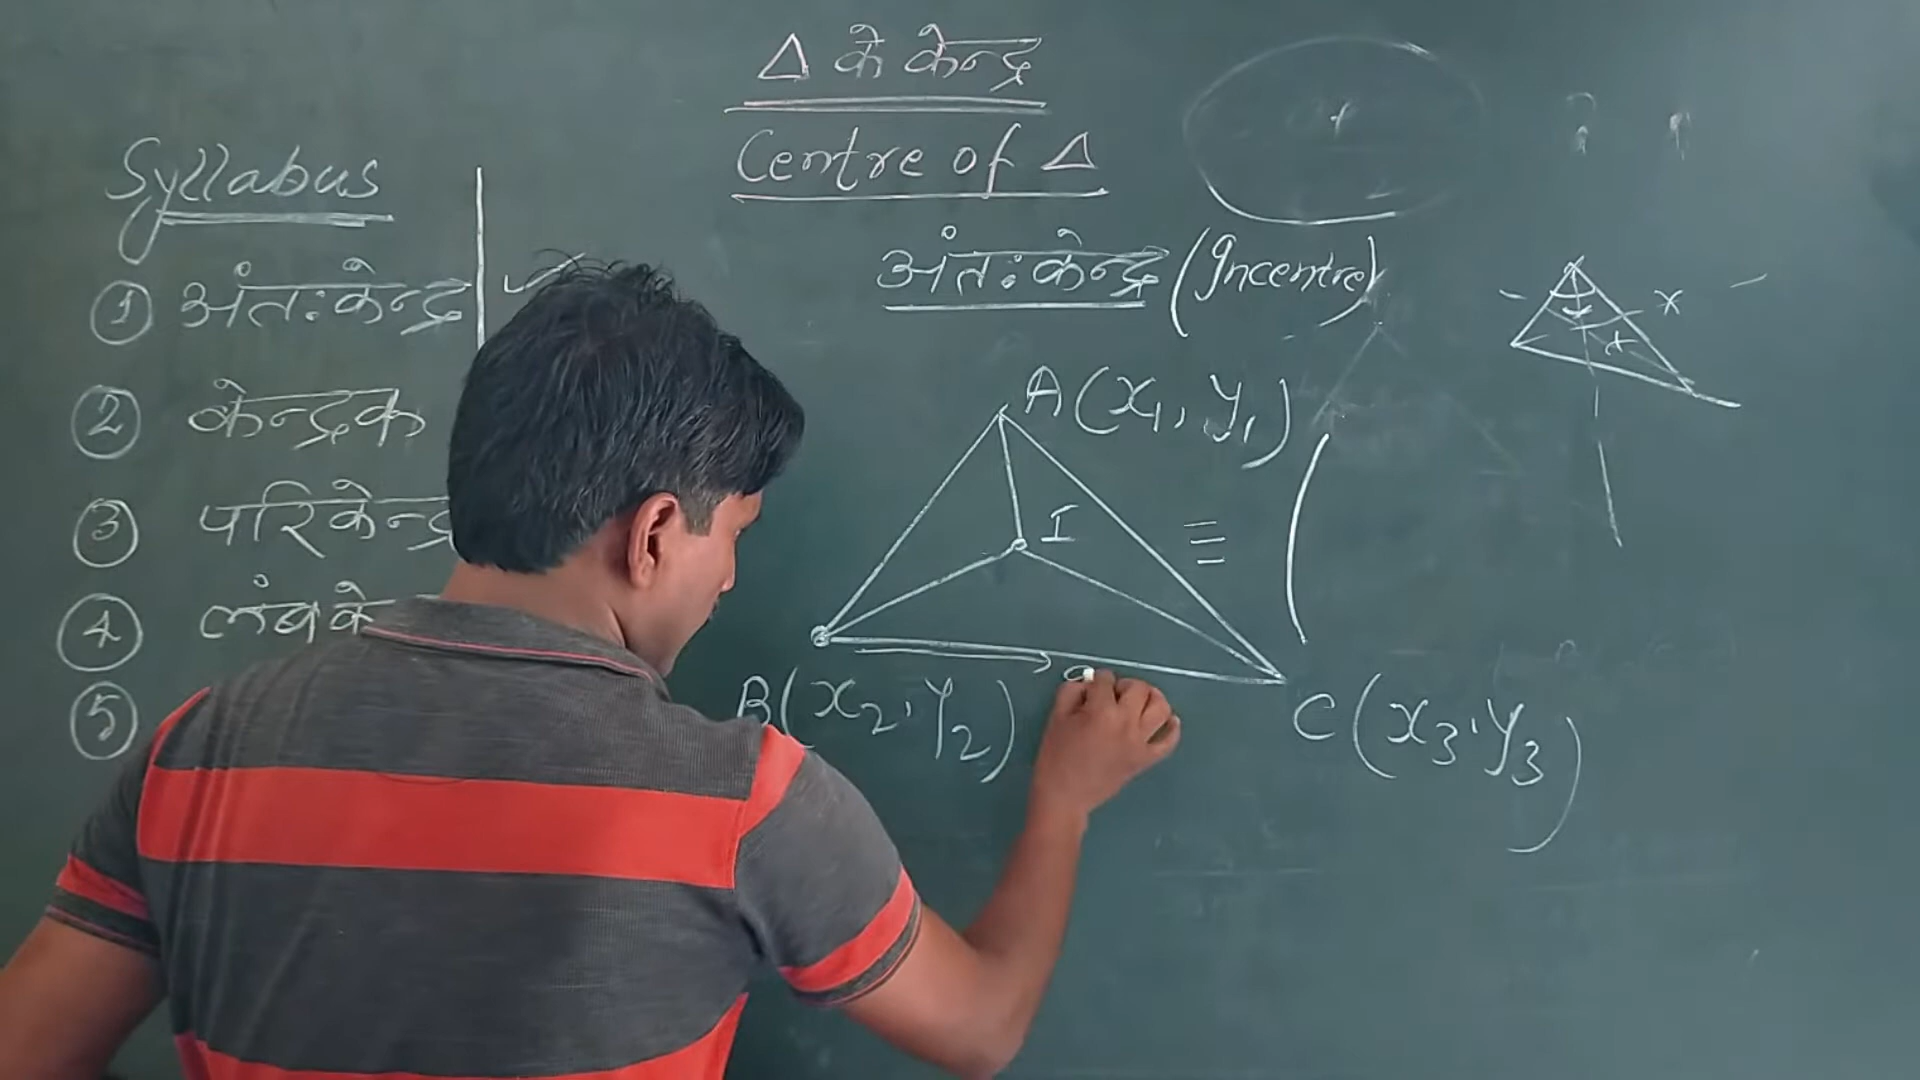 Δ के केन्द्र
Centre of Δ
Syllabus
① अंत:केन्द्र
② केन्द्रक
③ परिकेन्द्र
④ लंबके
⑤
अंत:केन्द्र (Incentre)
A(x₁, y₁)
I
≡ (
B(x₂, y₂)
a
C(x₃, y₃)